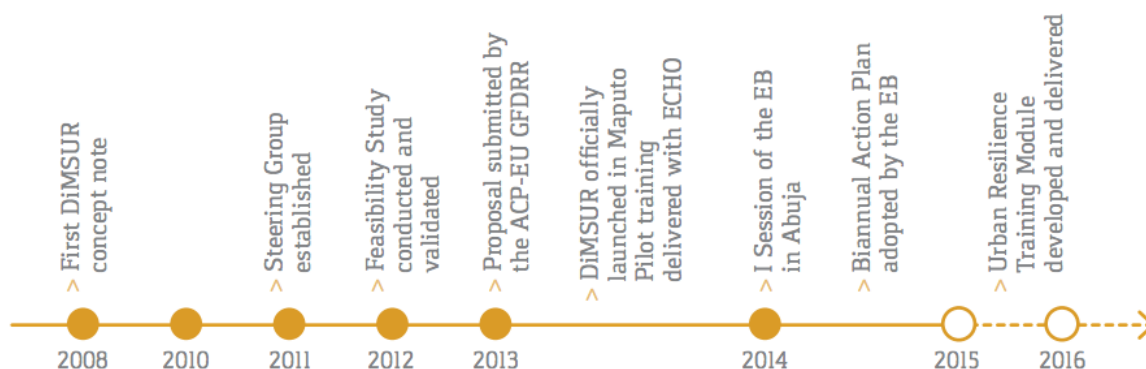 > First DiMSUR
concept note
> Steering Group
established
> Feasibility Study
conducted and
validated
> Proposal submitted by
the ACP-EU GFDRR
> DiMSUR officially
launched in Maputo
Pilot training
delivered with ECHO
> I Session of the EB
in Abuja
> Biannual Action Plan
adopted by the EB
> Urban Resilience
Training Module
developed and delivered
2008
2010
2011
2012
2013
2014
2015
2016